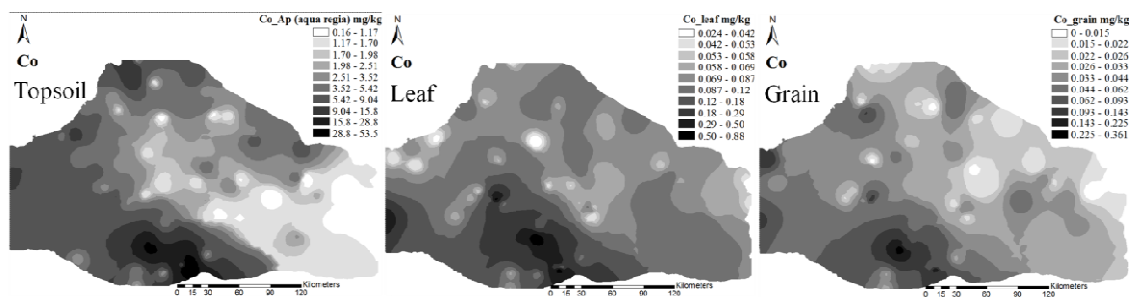 N
Co
Topsoil
Co_Ap (aqua regia) mg/kg
0.16 - 1.17
1.17 - 1.70
1.70 - 1.98
1.98 - 2.51
2.51 - 3.52
3.52 - 5.42
5.42 - 9.04
9.04 - 15.8
15.8 - 28.8
28.8 - 53.5
Kilometers
0 15 30 60 90 120
N
Co
Leaf
Co_leaf mg/kg
0.024 - 0.042
0.042 - 0.053
0.053 - 0.058
0.058 - 0.069
0.069 - 0.087
0.087 - 0.12
0.12 - 0.18
0.18 - 0.29
0.29 - 0.50
0.50 - 0.88
Kilometers
0 15 30 60 90 120
N
Co
Grain
Co_grain mg/kg
0 - 0.015
0.015 - 0.022
0.022 - 0.026
0.026 - 0.033
0.033 - 0.044
0.044 - 0.062
0.062 - 0.093
0.093 - 0.143
0.143 - 0.225
0.225 - 0.361
Kilometers
0 15 30 60 90 120